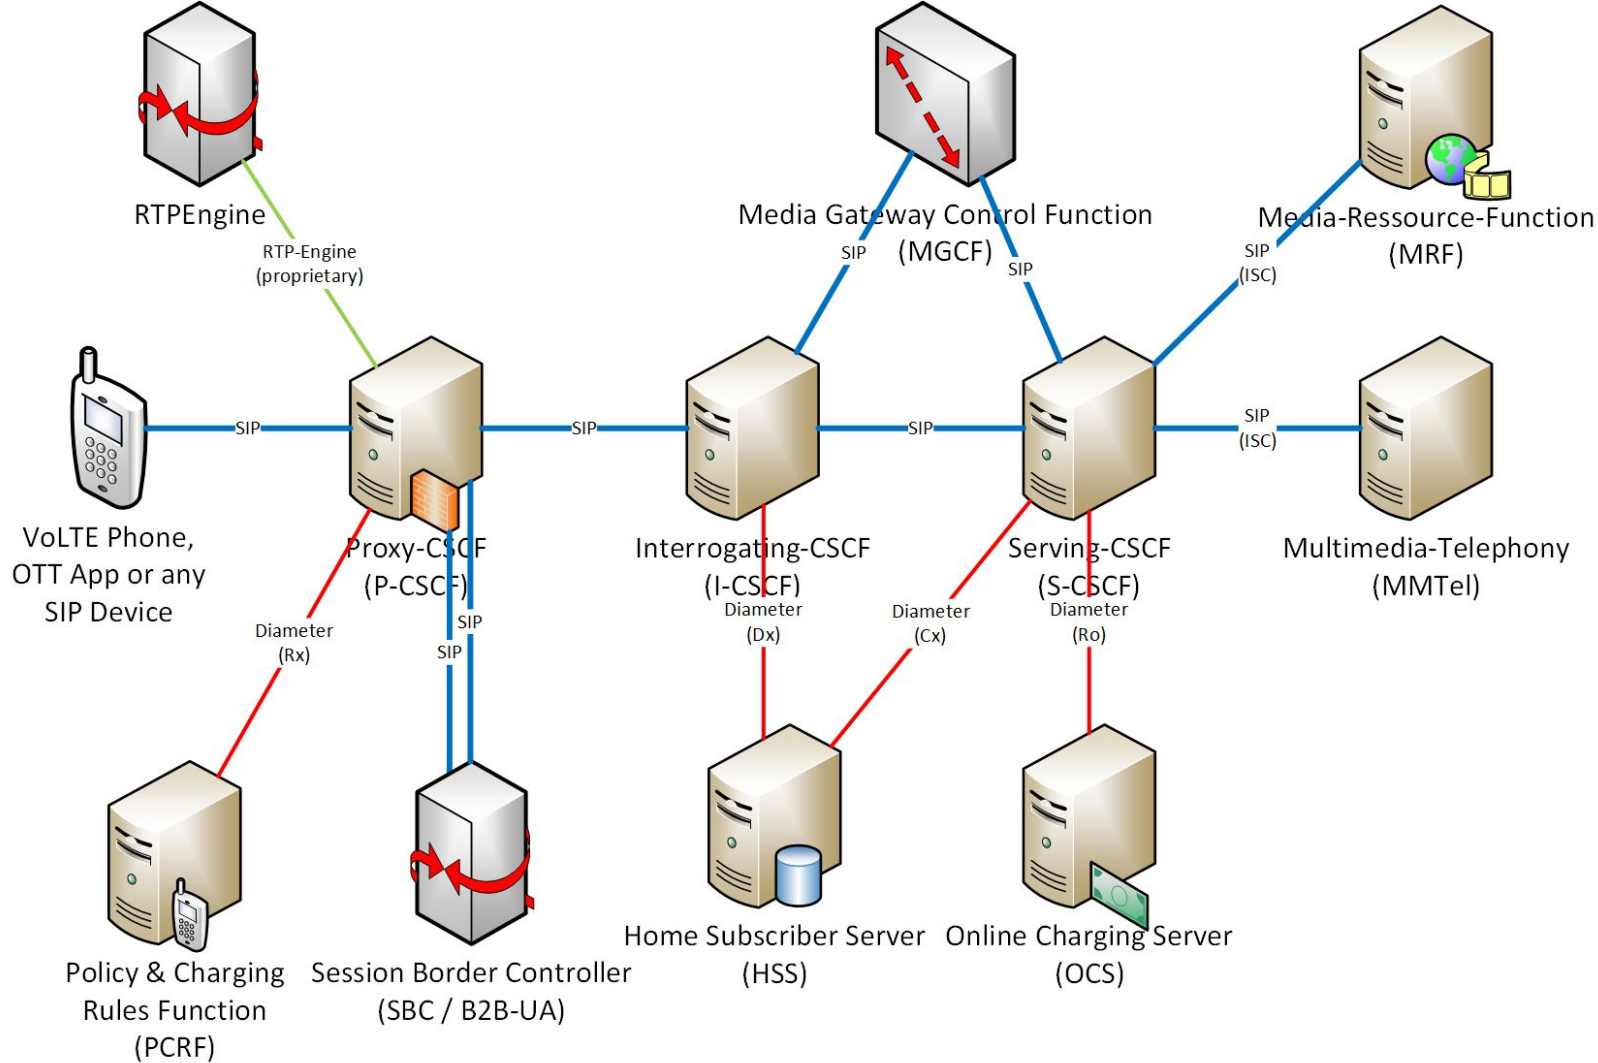 RTPEngine
Media Gateway Control Function
(MGCF)
Media-Ressource-Function
(MRF)
RTP-Engine
(proprietary)
SIP
SIP
SIP
(ISC)
SIP
SIP
SIP
SIP
(ISC)
VoLTE Phone,
OTT App or any
SIP Device
Proxy-CSCF
(P-CSCF)
Interrogating-CSCF
(I-CSCF)
Serving-CSCF
(S-CSCF)
Multimedia-Telephony
(MMTel)
Diameter
(Rx)
SIP
SIP
Diameter
(Dx)
Diameter
(Cx)
Diameter
(Ro)
Policy & Charging
Rules Function
(PCRF)
Session Border Controller
(SBC / B2B-UA)
Home Subscriber Server
(HSS)
Online Charging Server
(OCS)